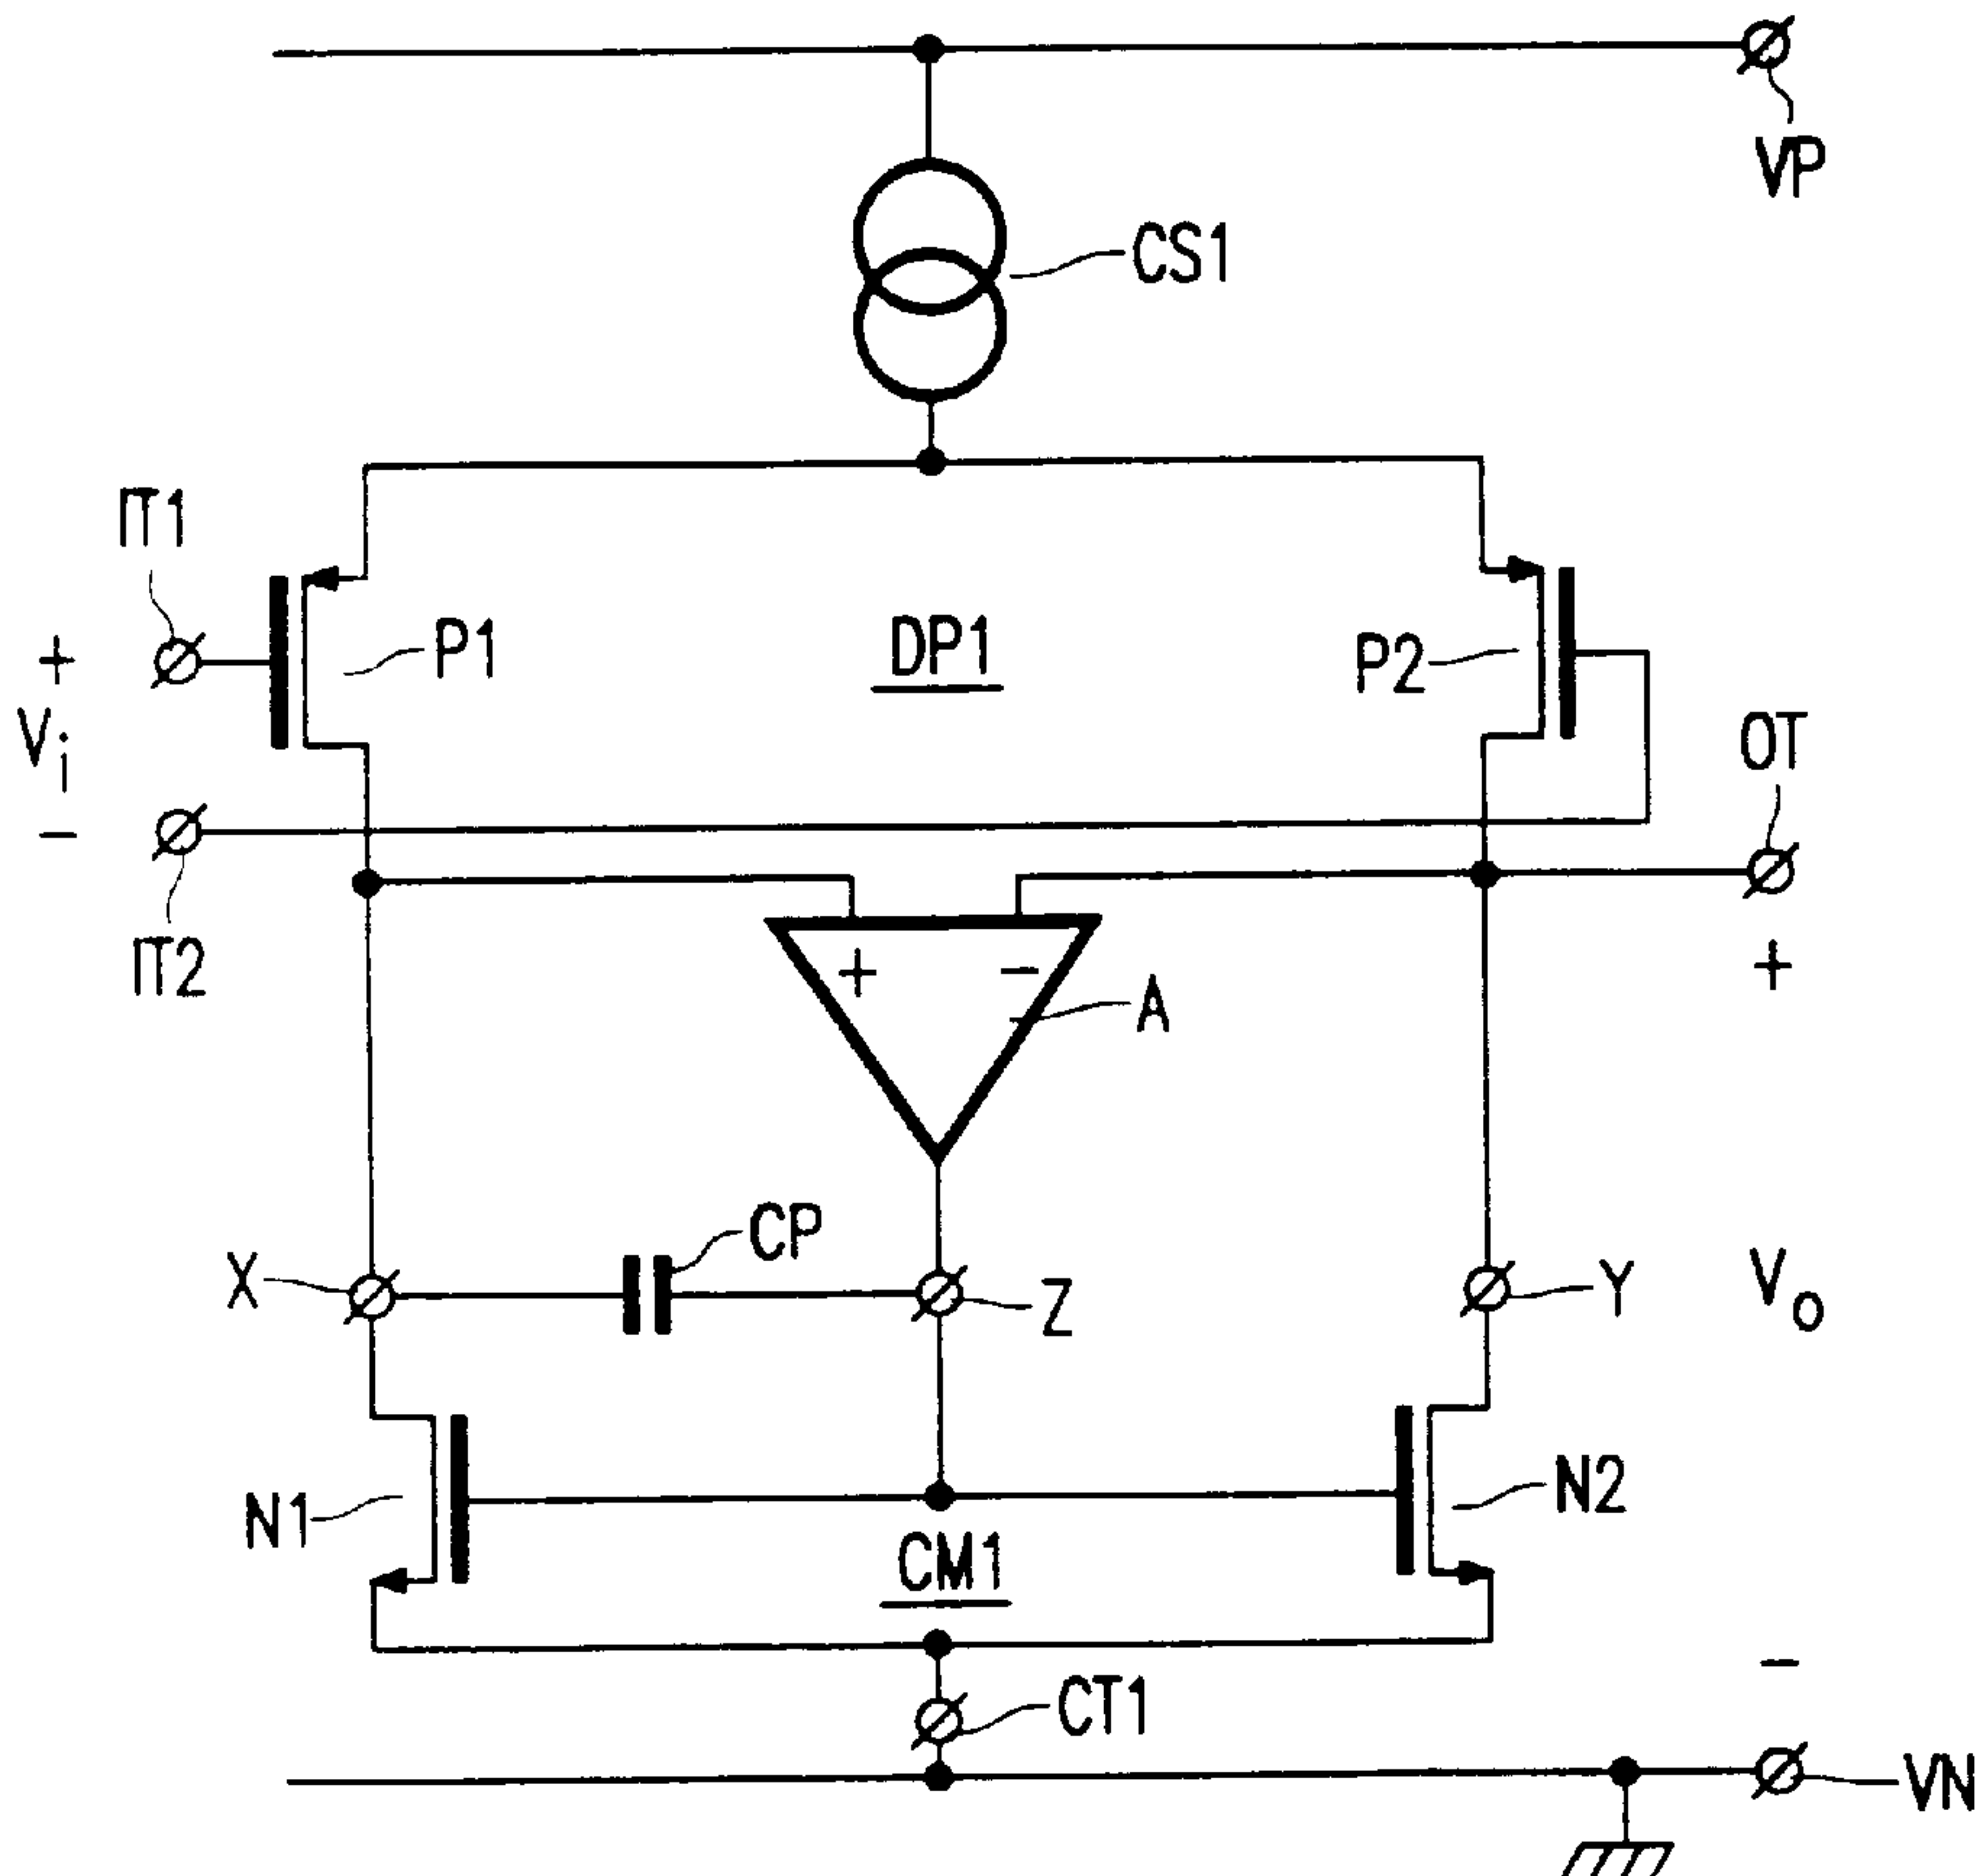 VP
CS1
IT1
P1
DP1
P2
+
Vi
OT
−
IT2
+
−
A
+
CP
X
Z
Y
Vo
N1
N2
CM1
−
CT1
VN